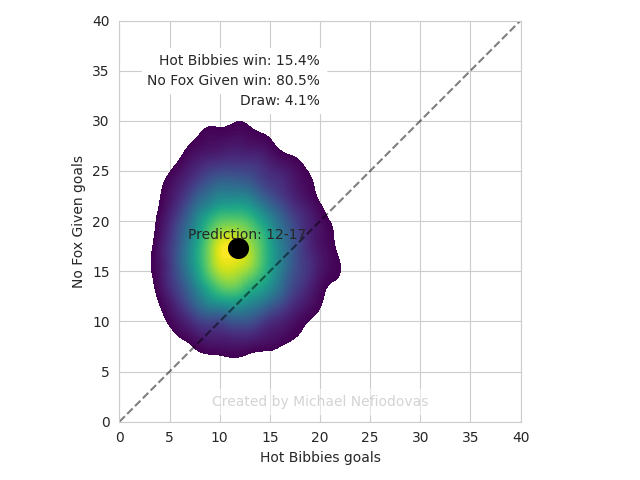 40
35
30
25
20
15
10
5
0
No Fox Given goals
Hot Bibbies win: 15.4%
No Fox Given win: 80.5%
Draw: 4.1%
Prediction: 12-17
Created by Michael Nefiodovas
0 5 10 15 20 25 30 35 40
Hot Bibbies goals